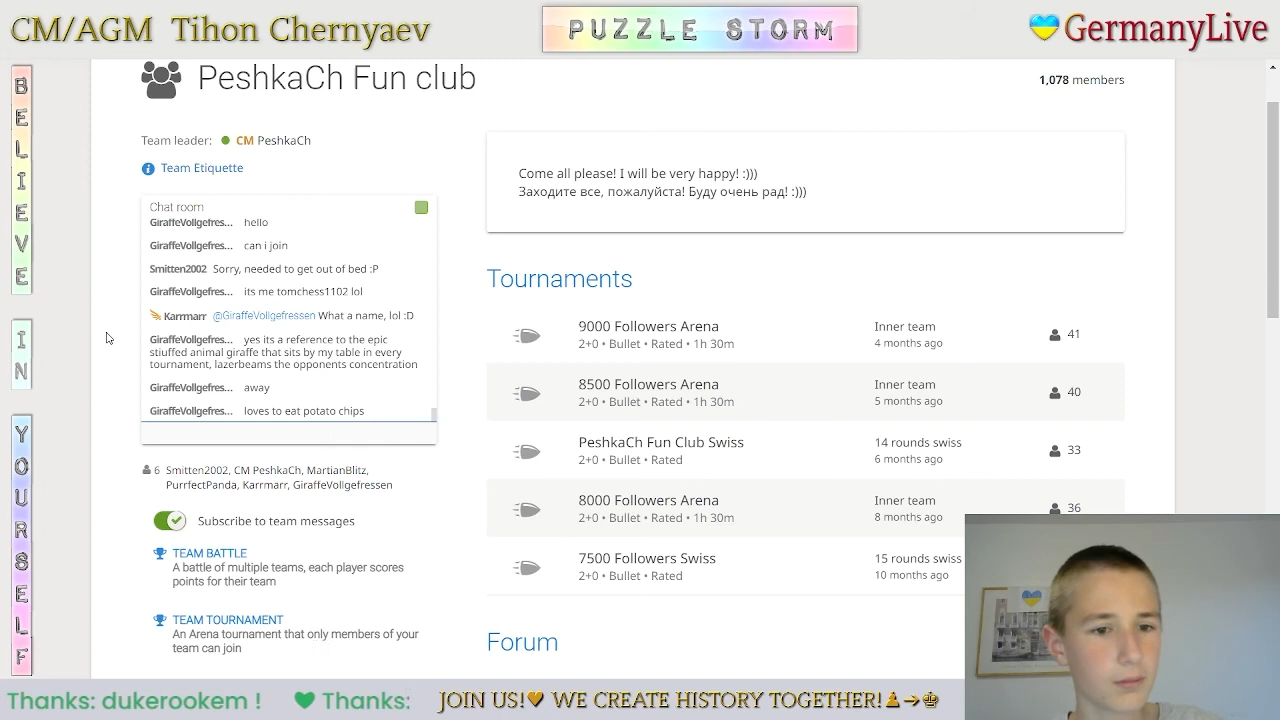 CM/AGM Tihon Chernyaev
PUZZLE STORM
GermanyLive
BELIEVE
IN
YOURSELF
PeshkaCh Fun club
1,078 members
Team leader: CM PeshkaCh
Team Etiquette
Chat room
GiraffeVollgefres... hello
GiraffeVollgefres... can i join
Smitten2002 Sorry, needed to get out of bed :P
GiraffeVollgefres... its me tomchess1102 lol
Karrmarr @GiraffeVollgefressen What a name, lol :D
GiraffeVollgefres... yes its a reference to the epic
stiuffed animal giraffe that sits by my table in every
tournament, lazerbeams the opponents concentration
GiraffeVollgefres... away
GiraffeVollgefres... loves to eat potato chips
6 Smitten2002, CM PeshkaCh, MartianBlitz,
PurrfectPanda, Karrmarr, GiraffeVollgefressen
Subscribe to team messages
TEAM BATTLE
A battle of multiple teams, each player scores
points for their team
TEAM TOURNAMENT
An Arena tournament that only members of your
team can join
Come all please! I will be very happy! :)))
Заходите все, пожалуйста! Буду очень рад! :)))
Tournaments
9000 Followers Arena Inner team 41
2+0 • Bullet • Rated • 1h 30m 4 months ago
8500 Followers Arena Inner team 40
2+0 • Bullet • Rated • 1h 30m 5 months ago
PeshkaCh Fun Club Swiss 14 rounds swiss 33
2+0 • Bullet • Rated 6 months ago
8000 Followers Arena Inner team 36
2+0 • Bullet • Rated • 1h 30m 8 months ago
7500 Followers Swiss 15 rounds swiss
2+0 • Bullet • Rated 10 months ago
Forum
Thanks: dukerookem ! 💚 Thanks: JOIN US!🧡 WE CREATE HISTORY TOGETHER!♟→♚